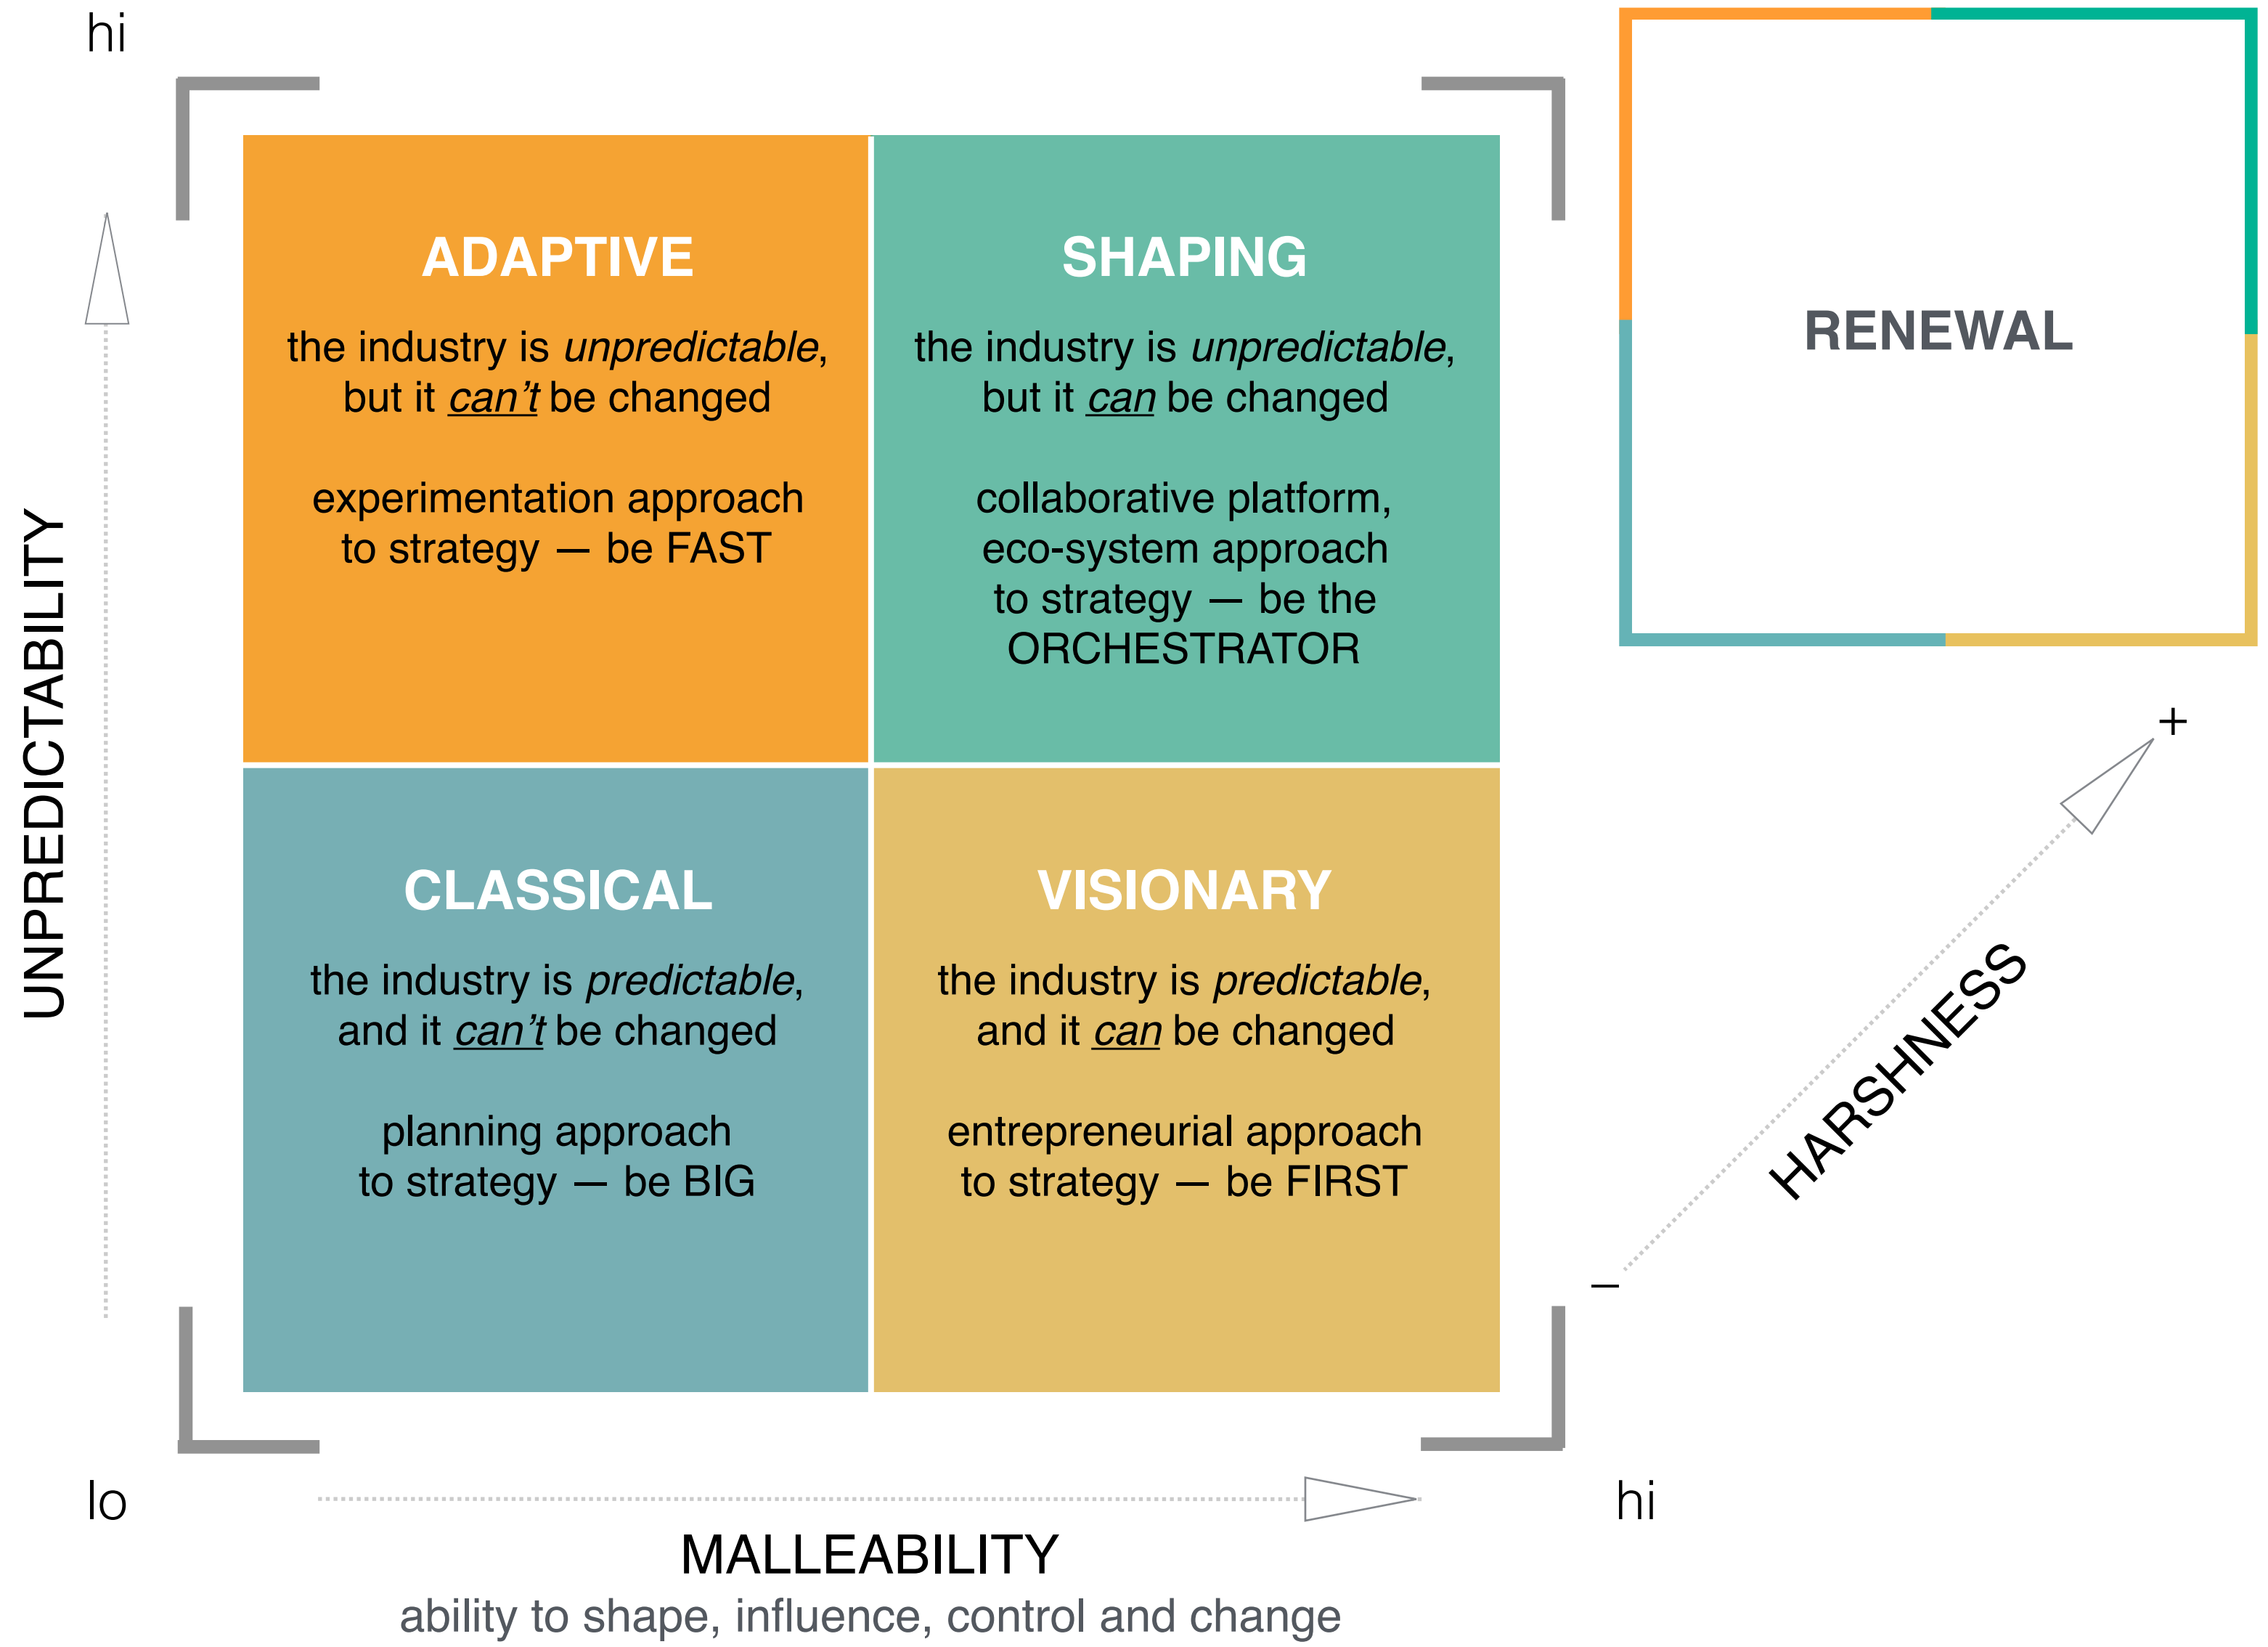 hi
ADAPTIVE
the industry is unpredictable,
but it can't be changed
experimentation approach
to strategy — be FAST
SHAPING
the industry is unpredictable,
but it can be changed
collaborative platform,
eco-system approach
to strategy — be the
ORCHESTRATOR
RENEWAL
UNPREDICTABILITY
CLASSICAL
the industry is predictable,
and it can't be changed
planning approach
to strategy — be BIG
VISIONARY
the industry is predictable,
and it can be changed
entrepreneurial approach
to strategy — be FIRST
+
HARSHNESS
–
lo
hi
MALLEABILITY
ability to shape, influence, control and change